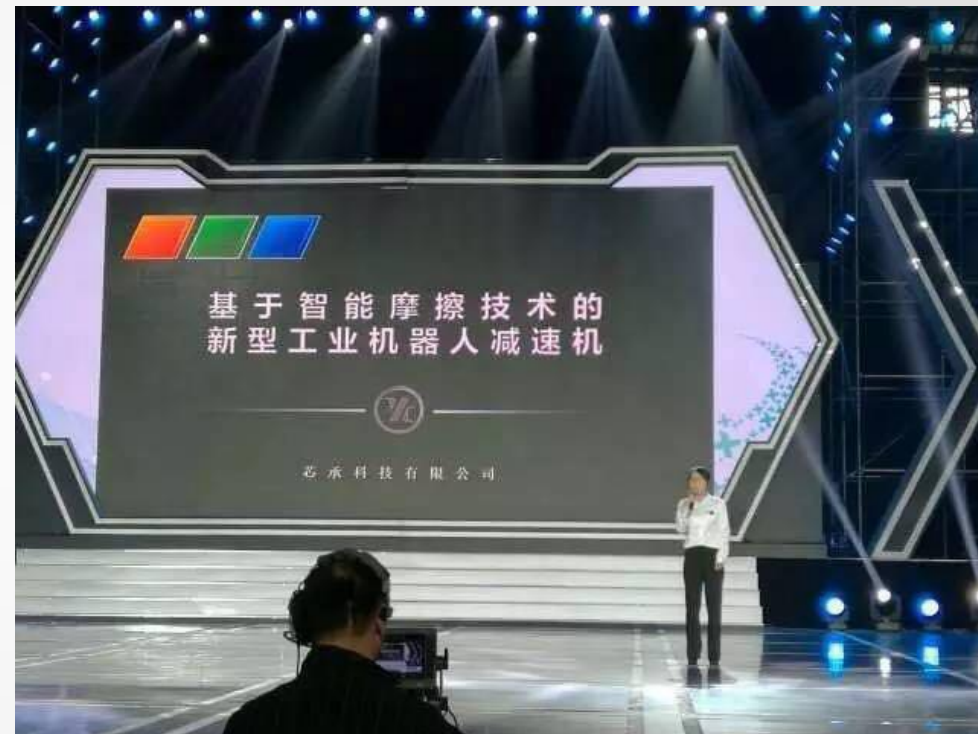 基于智能摩擦技术的
新型工业机器人减速机
芯承科技有限公司